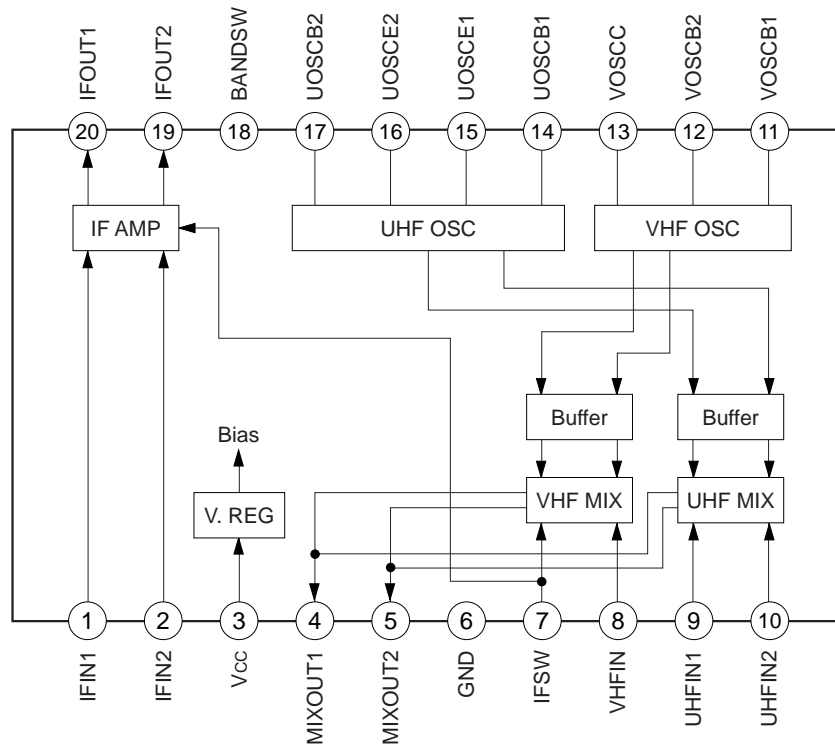 IFOUT1
IFOUT2
BANDSW
UOSCB2
UOSCE2
UOSCE1
UOSCB1
VOSCC
VOSCB2
VOSCB1
20
19
18
17
16
15
14
13
12
11
IF AMP
UHF OSC
VHF OSC
Buffer
Buffer
Bias
V. REG
VHF MIX
UHF MIX
1
2
3
4
5
6
7
8
9
10
IFIN1
IFIN2
Vcc
MIXOUT1
MIXOUT2
GND
IFSW
VHFIN
UHFIN1
UHFIN2